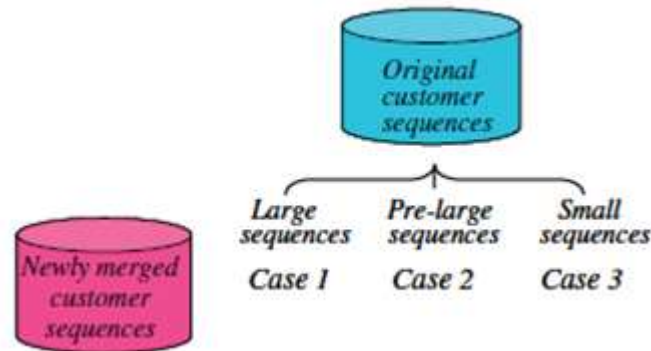 Original
customer
sequences
Large
sequences
Pre-large
sequences
Small
sequences
Case 1
Case 2
Case 3
Newly merged
customer
sequences